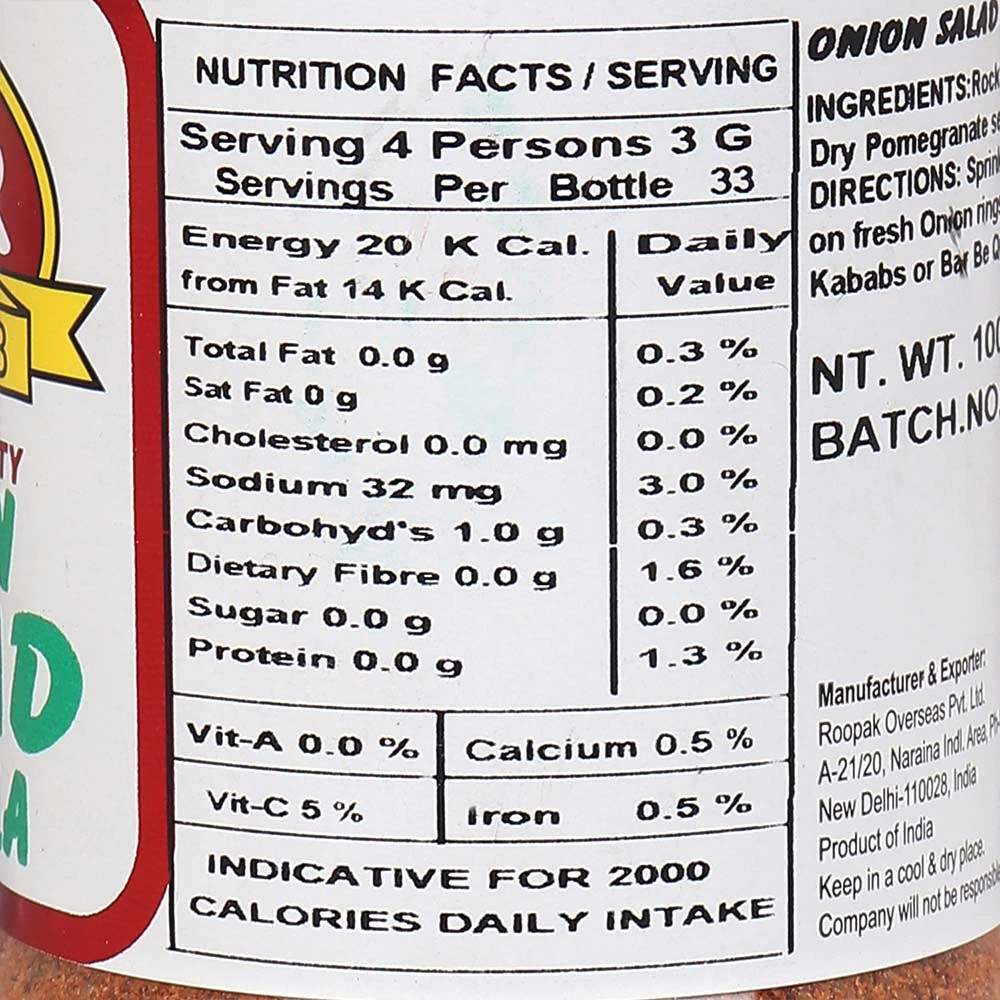 NUTRITION FACTS / SERVING
Serving 4 Persons 3 G
Servings Per Bottle 33
Energy 20 K Cal.
from Fat 14 K Cal.
Daily
Value
Total Fat 0.0 g 0.3 %
Sat Fat 0 g 0.2 %
Cholesterol 0.0 mg 0.0 %
Sodium 32 mg 3.0 %
Carbohyd's 1.0 g 0.3 %
Dietary Fibre 0.0 g 1.6 %
Sugar 0.0 g 0.0 %
Protein 0.0 g 1.3 %
Vit-A 0.0 % Calcium 0.5 %
Vit-C 5 % Iron 0.5 %
INDICATIVE FOR 2000
CALORIES DAILY INTAKE
ONION SALAD
INGREDIENTS: Rock
Dry Pomegranate
DIRECTIONS:
on fresh Onion rings
Kababs or Bar Be
NT. WT. 100
BATCH.NO.
Manufacturer & Exporter:
Roopak Overseas Pvt. Ltd.
A-21/20, Naraina Indl. Area,
New Delhi-110028, India
Product of India
Keep in a cool & dry place.
Company will not be responsible